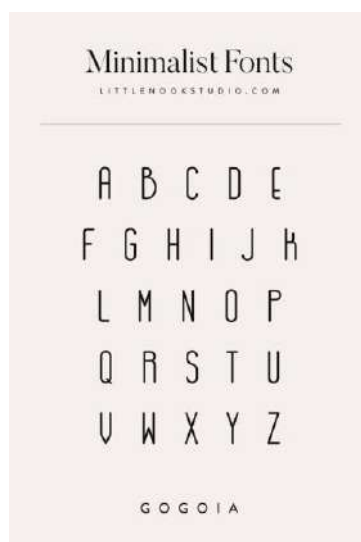 Minimalist Fonts
LITTLENOOKSTUDIO.COM
A B C D E
F G H I J K
L M N O P
Q R S T U
V W X Y Z
GOGOIA